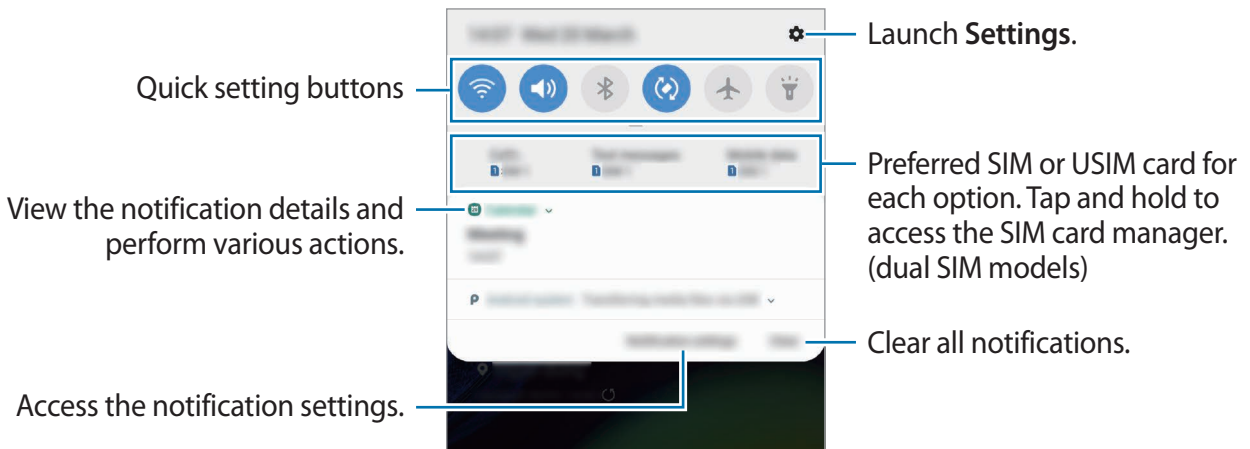 Launch Settings.
Quick setting buttons
Preferred SIM or USIM card for
each option. Tap and hold to
access the SIM card manager.
(dual SIM models)
View the notification details and
perform various actions.
Clear all notifications.
Access the notification settings.